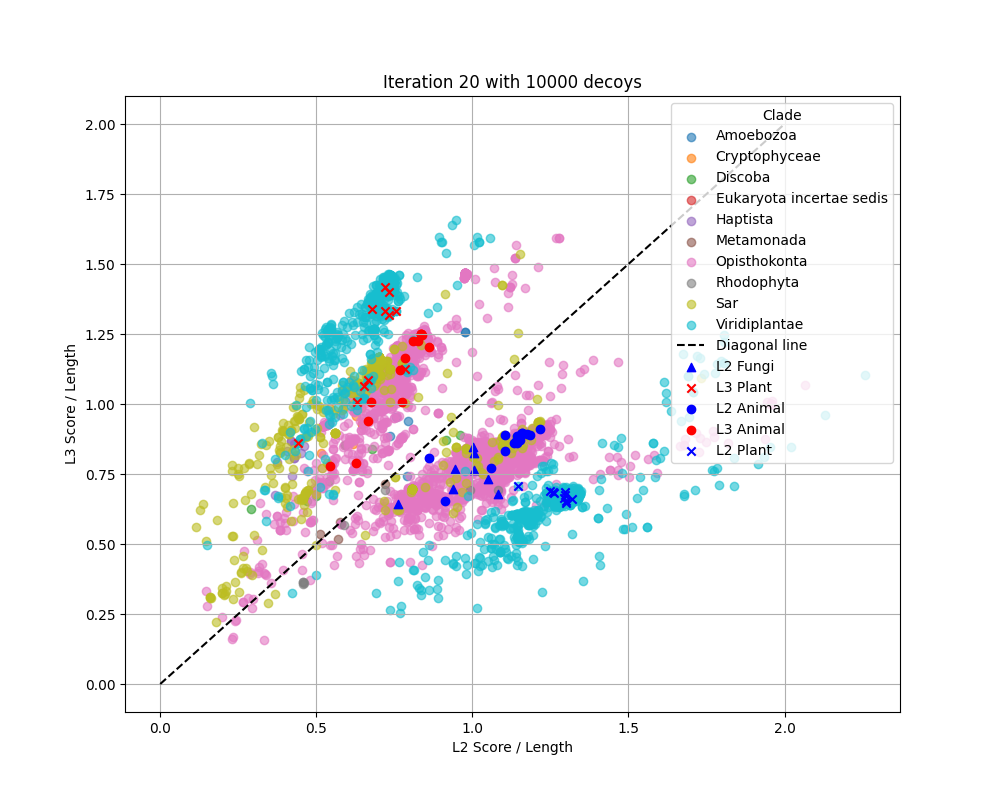 Iteration 20 with 10000 decoys
L3 Score / Length
2.00
1.75
1.50
1.25
1.00
0.75
0.50
0.25
0.00
0.0
0.5
1.0
1.5
2.0
L2 Score / Length
Clade
Amoebozoa
Cryptophyceae
Discoba
Eukaryota incertae sedis
Haptista
Metamonada
Opisthokonta
Rhodophyta
Sar
Viridiplantae
Diagonal line
L2 Fungi
L3 Plant
L2 Animal
L3 Animal
L2 Plant